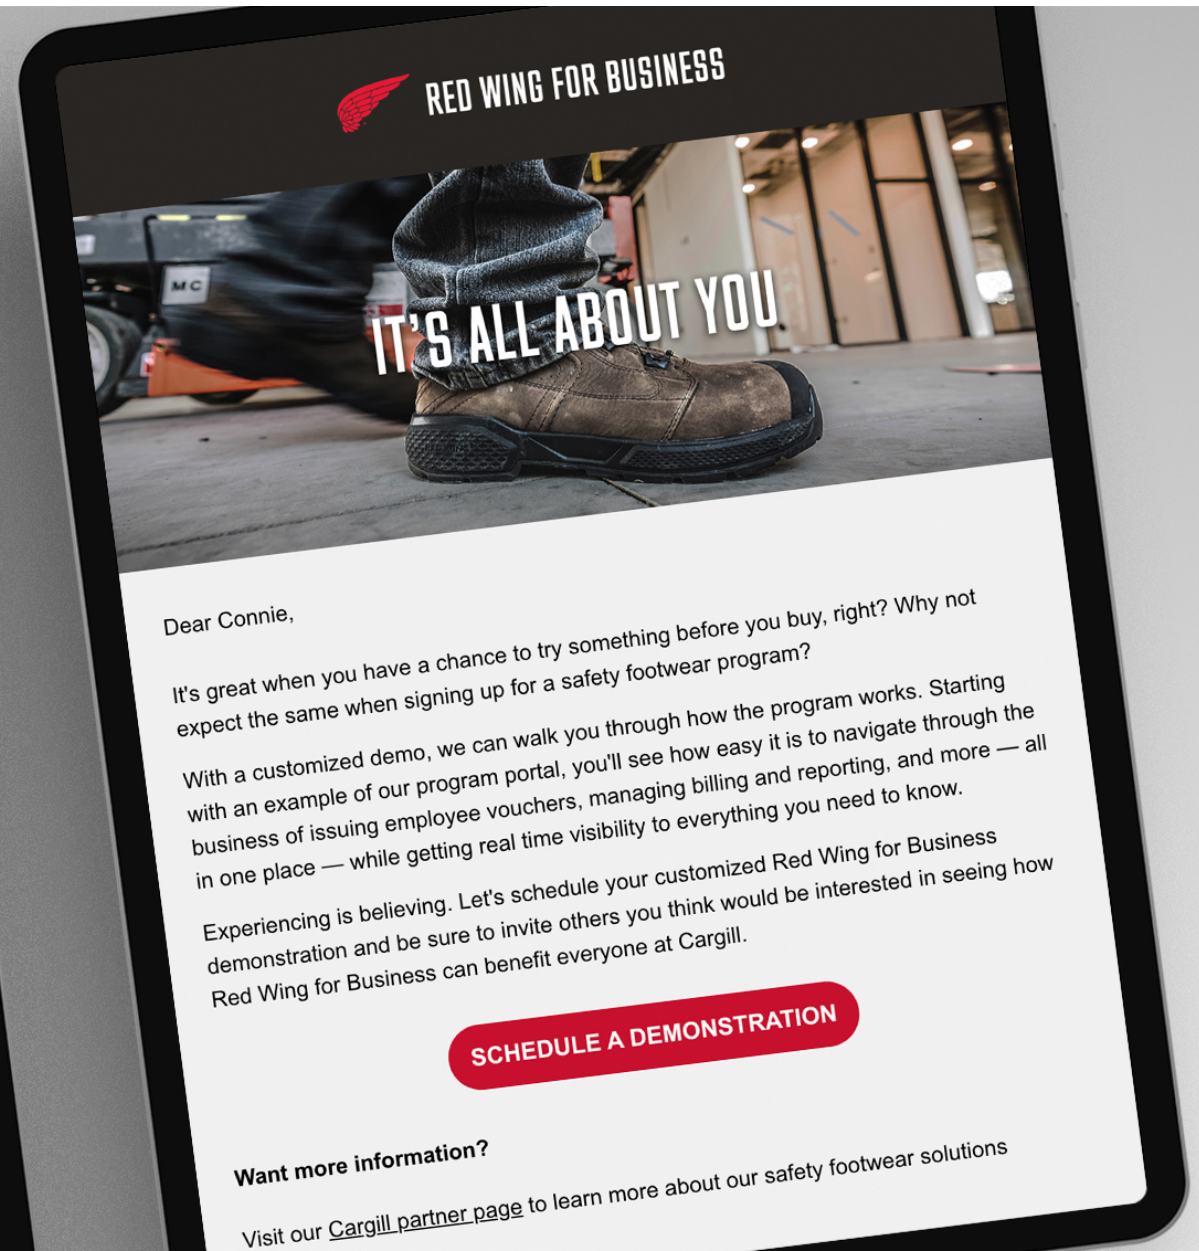 RED WING FOR BUSINESS
MC
IT'S ALL ABOUT YOU
Dear Connie,
It's great when you have a chance to try something before you buy, right? Why not
expect the same when signing up for a safety footwear program?
With a customized demo, we can walk you through how the program works. Starting
with an example of our program portal, you'll see how easy it is to navigate through the
business of issuing employee vouchers, managing billing and reporting, and more — all
in one place — while getting real time visibility to everything you need to know.
Experiencing is believing. Let's schedule your customized Red Wing for Business
demonstration and be sure to invite others you think would be interested in seeing how
Red Wing for Business can benefit everyone at Cargill.
SCHEDULE A DEMONSTRATION
Want more information?
Visit our Cargill partner page to learn more about our safety footwear solutions